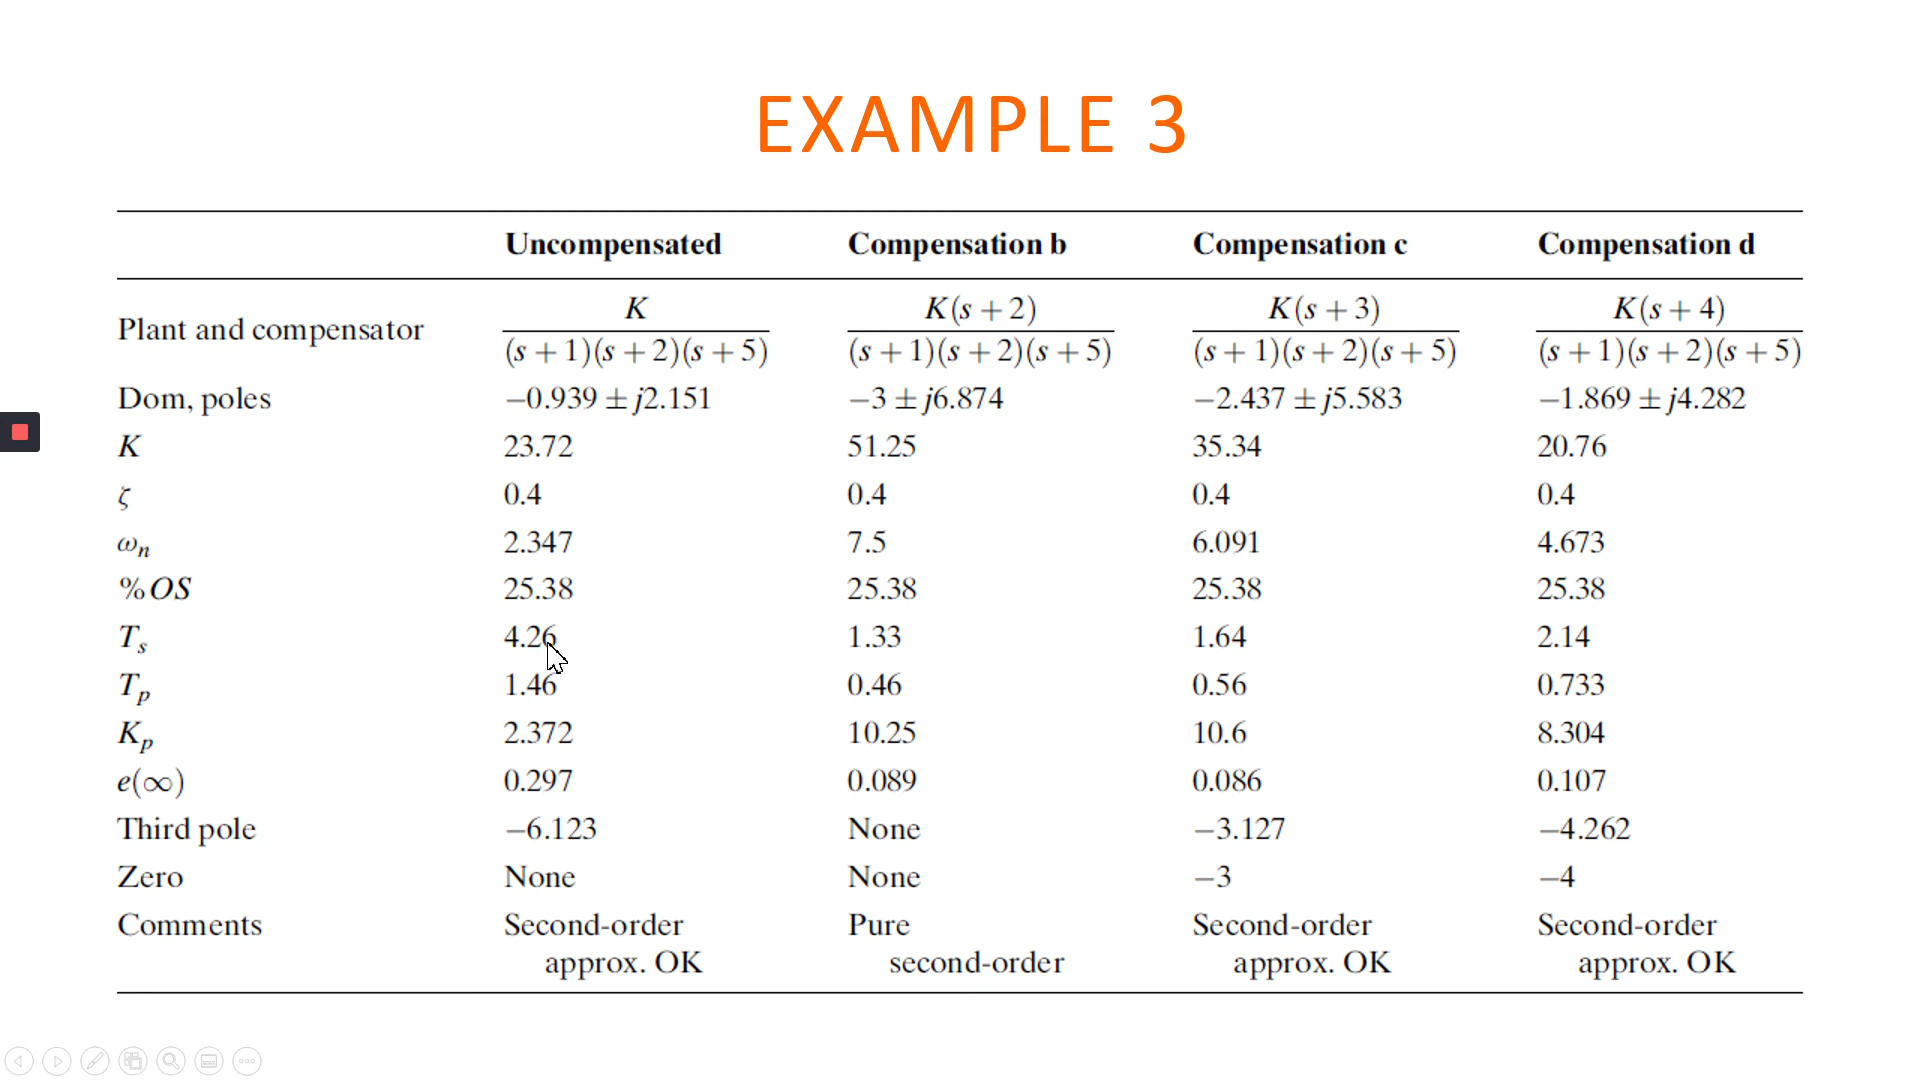 EXAMPLE 3
Uncompensated Compensation b Compensation c Compensation d
Plant and compensator K/((s + 1)(s + 2)(s + 5)) K(s + 2)/((s + 1)(s + 2)(s + 5)) K(s + 3)/((s + 1)(s + 2)(s + 5)) K(s + 4)/((s + 1)(s + 2)(s + 5))
Dom, poles −0.939 ± j2.151 −3 ± j6.874 −2.437 ± j5.583 −1.869 ± j4.282
K 23.72 51.25 35.34 20.76
ζ 0.4 0.4 0.4 0.4
ωn 2.347 7.5 6.091 4.673
%OS 25.38 25.38 25.38 25.38
Ts 4.26 1.33 1.64 2.14
Tp 1.46 0.46 0.56 0.733
Kp 2.372 10.25 10.6 8.304
e(∞) 0.297 0.089 0.086 0.107
Third pole −6.123 None −3.127 −4.262
Zero None None −3 −4
Comments Second-order Pure Second-order Second-order
approx. OK second-order approx. OK approx. OK